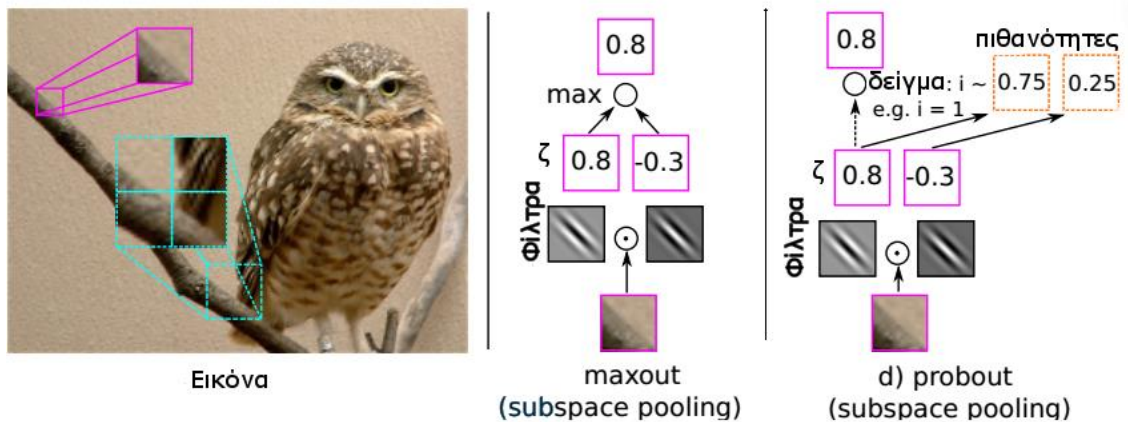 Εικόνα
0.8
max
ζ 0.8 -0.3
Φίλτρα
maxout
(subspace pooling)
0.8
πιθανότητες
δείγμα: i ~ 0.75 0.25
e.g. i = 1
ζ 0.8 -0.3
Φίλτρα
d) probout
(subspace pooling)